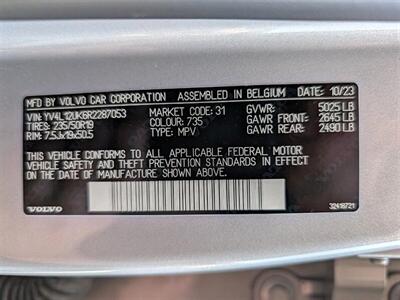 MFD BY VOLVO CAR CORPORATION ASSEMBLED IN BELGIUM DATE: 10/23
VIN: YV4L12UK6R2287053 MARKET CODE: 31 GVWR: 5025 LB
TIRES: 235/50R19 COLOUR: 735 GAWR FRONT: 2645 LB
RIM: 7.5Jx19x50.5 TYPE: MPV GAWR REAR: 2490 LB
THIS VEHICLE CONFORMS TO ALL APPLICABLE FEDERAL MOTOR
VEHICLE SAFETY AND THEFT PREVENTION STANDARDS IN EFFECT
ON THE DATE OF MANUFACTURE SHOWN ABOVE.
VOLVO 32418721